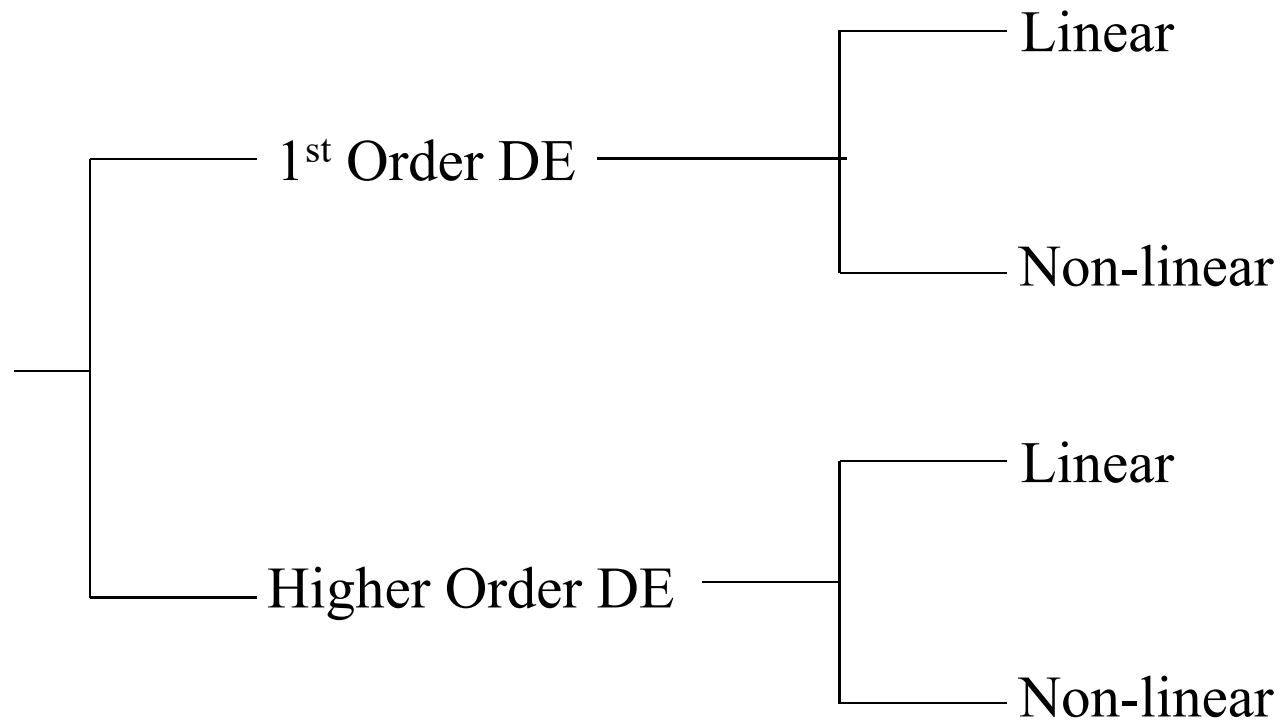 Linear
1st Order DE
Non-linear
Linear
Higher Order DE
Non-linear